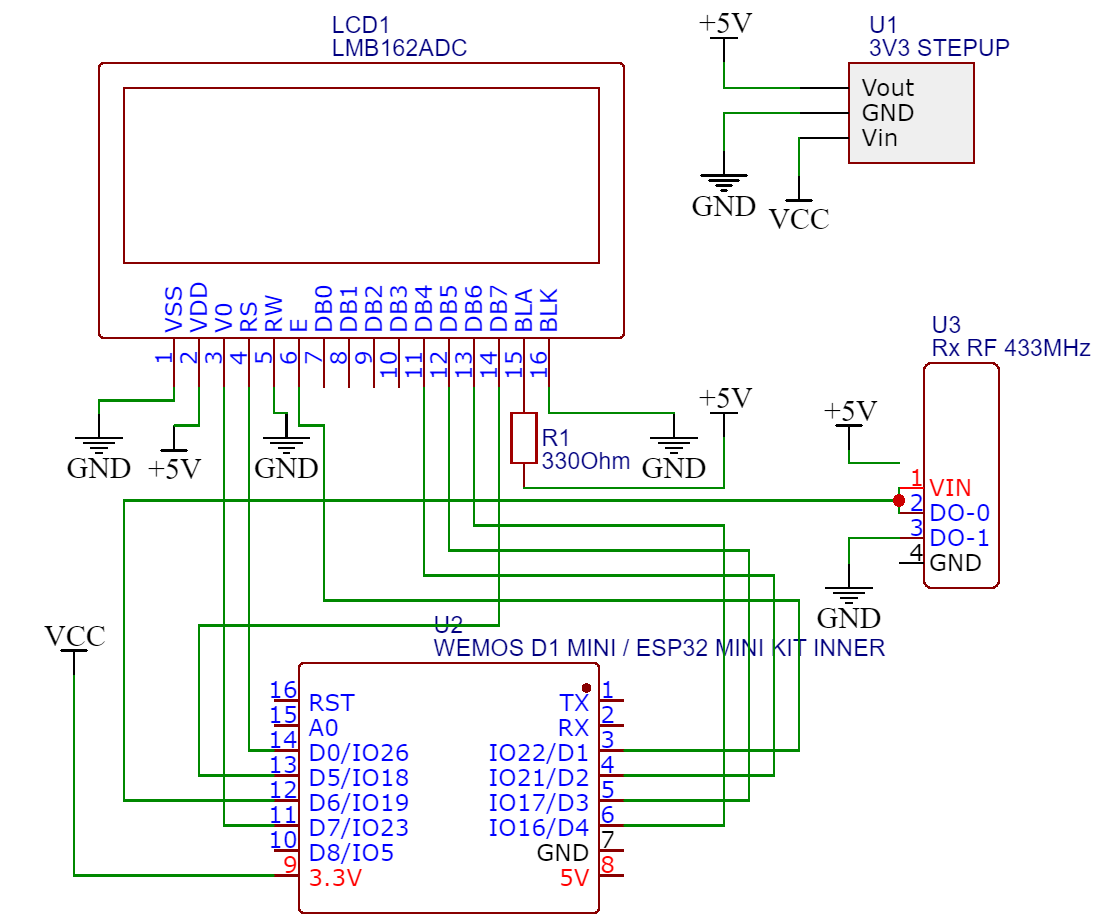 LCD1
LMB162ADC
+5V
U1
3V3 STEPUP
Vout
GND
Vin
GND
VCC
VSS
VDD
V0
RS
RW
E
DB0
DB1
DB2
DB3
DB4
DB5
DB6
DB7
BLA
BLK
1
2
3
4
5
6
7
8
9
10
11
12
13
14
15
16
GND
+5V
GND
R1
330Ohm
GND
+5V
U3
Rx RF 433MHz
+5V
1 VIN
2 DO-0
3 DO-1
4 GND
GND
VCC
U2
WEMOS D1 MINI / ESP32 MINI KIT INNER
16 RST TX 1
15 A0 RX 2
14 D0/IO26 IO22/D1 3
13 D5/IO18 IO21/D2 4
12 D6/IO19 IO17/D3 5
11 D7/IO23 IO16/D4 6
10 D8/IO5 GND 7
9 3.3V 5V 8